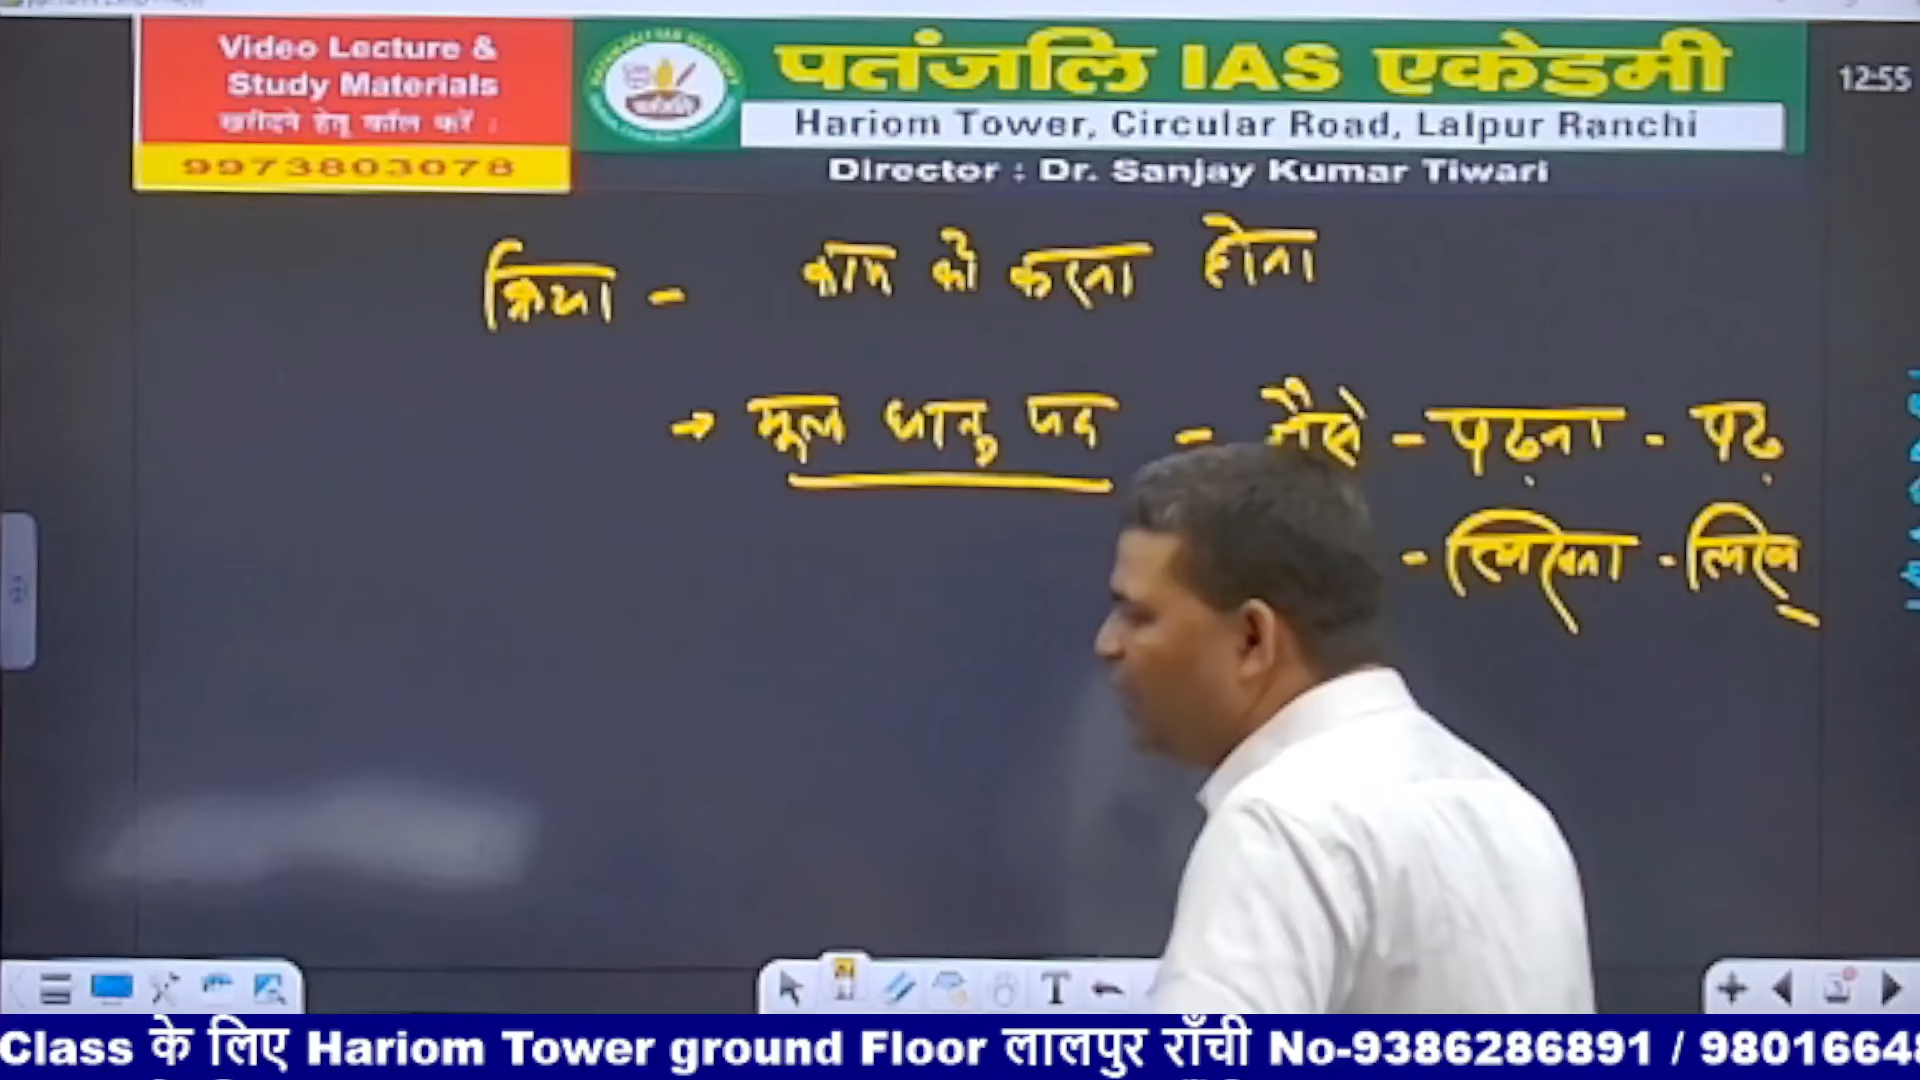 Video Lecture &
Study Materials
खरीदने हेतू कॉल करें :
9973803078
पतंजलि IAS एकेडमी
Hariom Tower, Circular Road, Lalpur Ranchi
Director : Dr. Sanjay Kumar Tiwari
12:55
क्रिया - काम को करना होना
→ मूल धातु पद - जैसे - पढ़ना - पढ़
- लिखना - लिख
Class के लिए Hariom Tower ground Floor लालपुर राँची No-9386286891 / 9801664